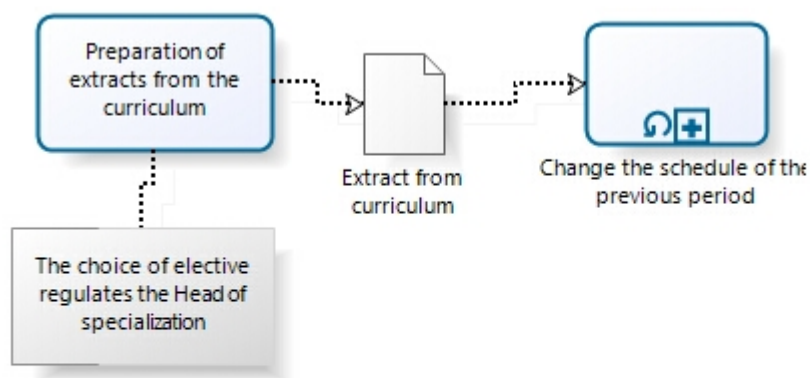 Preparation of
extracts from the
curriculum
Extract from
curriculum
Change the schedule of the
previous period
The choice of elective
regulates the Head of
specialization